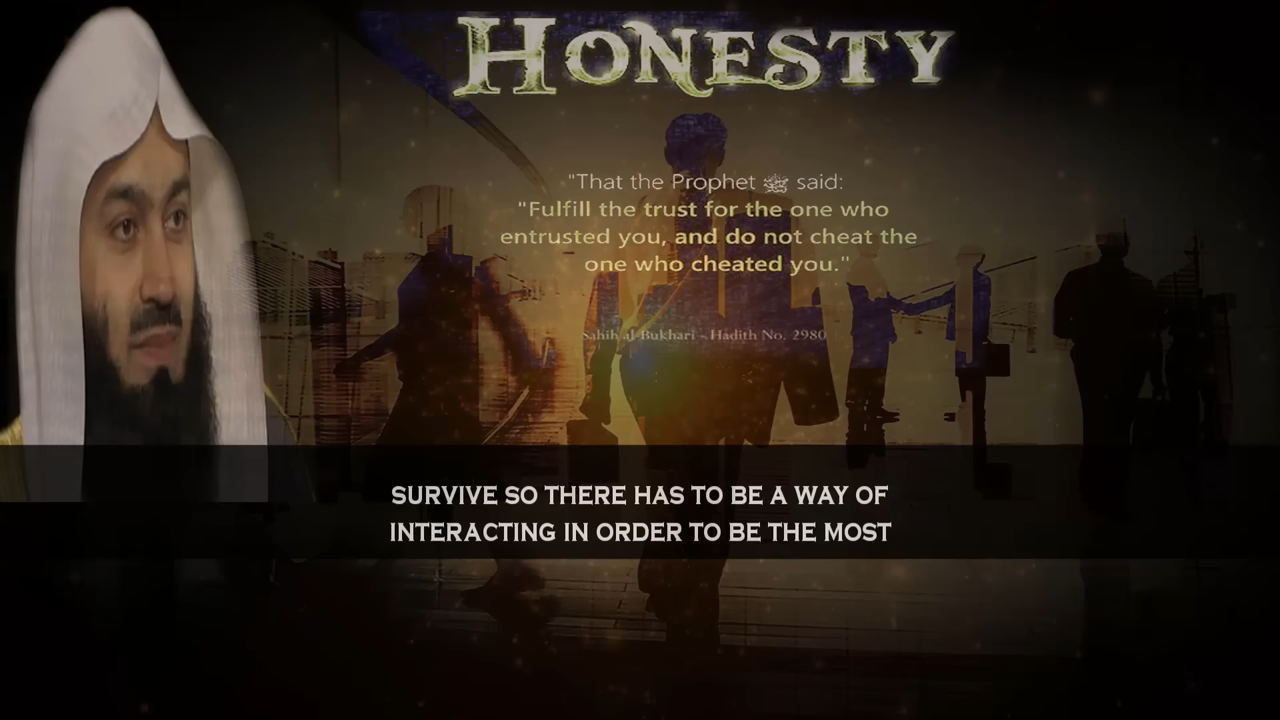 HONESTY
"That the Prophet ﷺ said:
"Fulfill the trust for the one who
entrusted you, and do not cheat the
one who cheated you."
Sahih al-Bukhari - Hadith No. 2980
SURVIVE SO THERE HAS TO BE A WAY OF
INTERACTING IN ORDER TO BE THE MOST